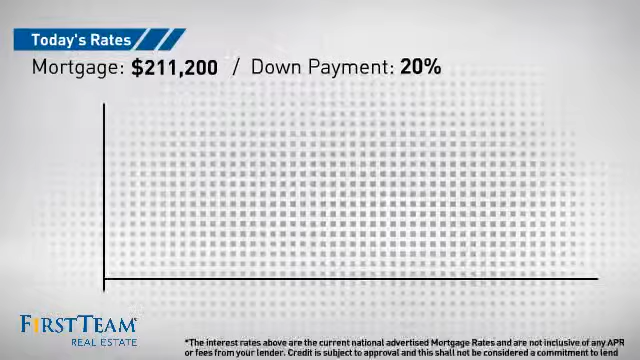 Today's Rates
Mortgage: $211,200 / Down Payment: 20%
FIRSTTEAM®
REAL ESTATE
*The interest rates above are the current national advertised Mortgage Rates and are not inclusive of any APR
or fees from your lender. Credit is subject to approval and this shall not be considered a commitment to lend